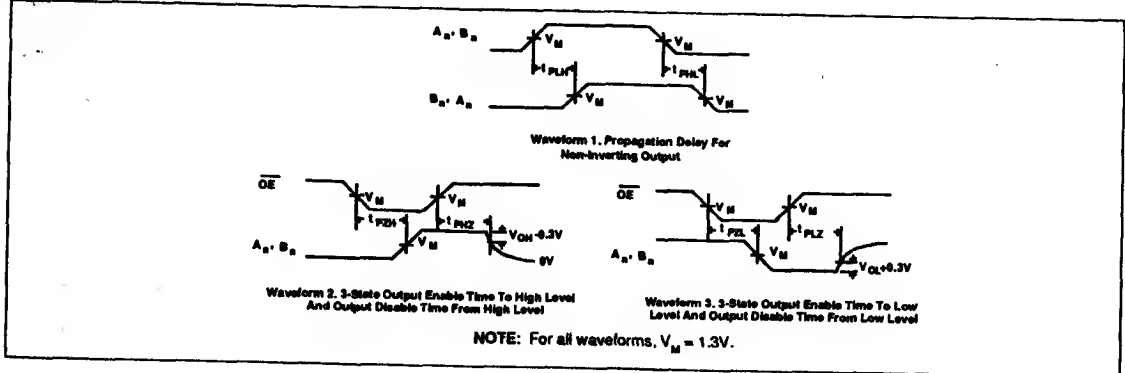 An, Bn
VM
VM
tPLH
tPHL
Bn, An
VM
VM
Waveform 1. Propagation Delay For
Non-Inverting Output
OE
VM
VM
tPZH
tPHZ
VOH-0.3V
An, Bn
VM
0V
Waveform 2. 3-State Output Enable Time To High Level
And Output Disable Time From High Level
OE
VM
VM
tPZL
tPLZ
An, Bn
VM
VOL+0.3V
Waveform 3. 3-State Output Enable Time To Low
Level And Output Disable Time From Low Level
NOTE: For all waveforms, VM = 1.3V.